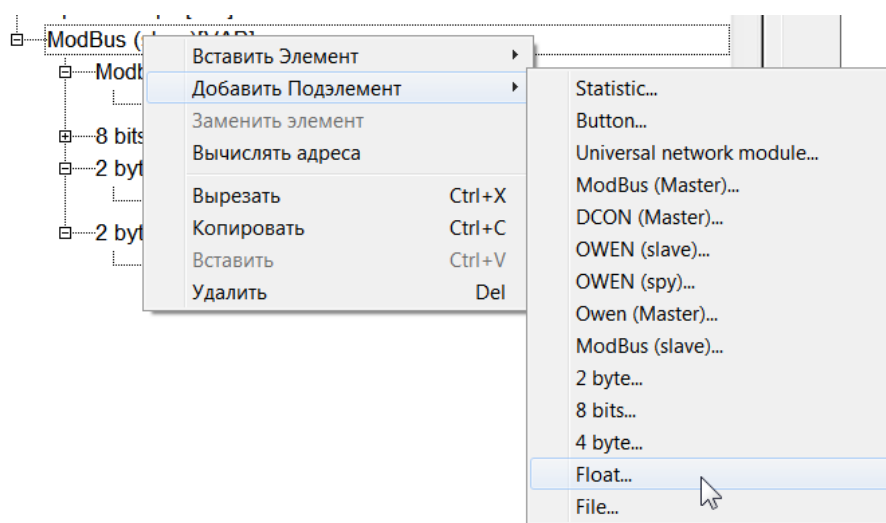 ModBus (
Modb
8 bits
2 byt
2 byt
Вставить Элемент
Добавить Подэлемент
Заменить элемент
Вычислять адреса
Вырезать Ctrl+X
Копировать Ctrl+C
Вставить Ctrl+V
Удалить Del
Statistic...
Button...
Universal network module...
ModBus (Master)...
DCON (Master)...
OWEN (slave)...
OWEN (spy)...
Owen (Master)...
ModBus (slave)...
2 byte...
8 bits...
4 byte...
Float...
File...